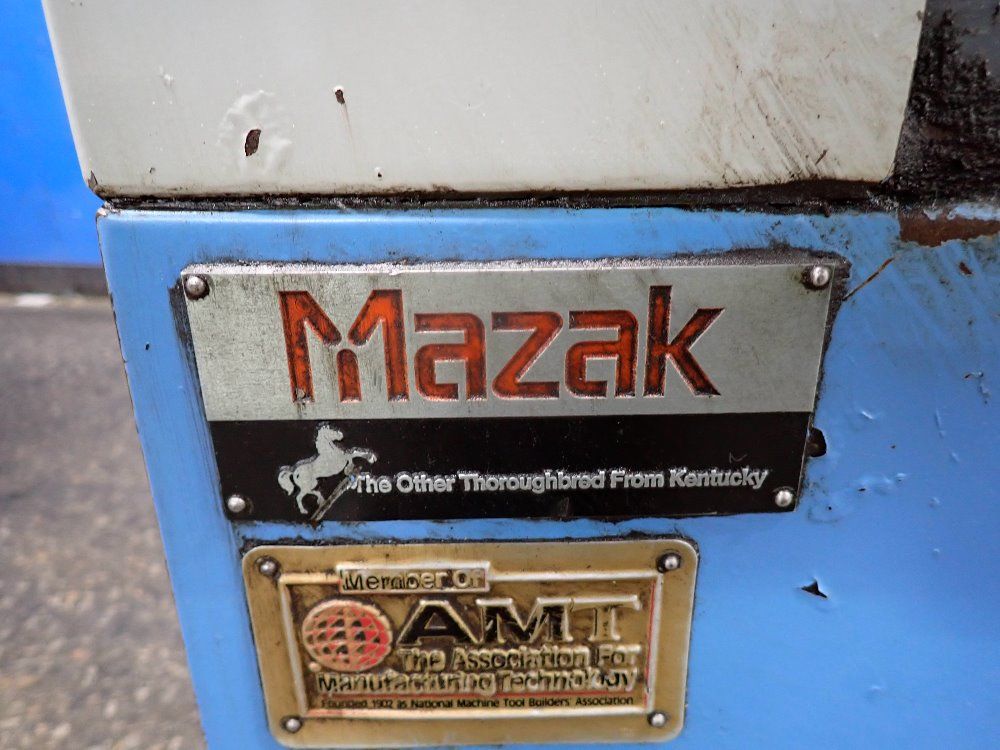 Mazak
The Other Thoroughbred From Kentucky
Member Of
AMT
The Association For
Manufacturing Technology
Founded 1902 as National Machine Tool Builders' Association